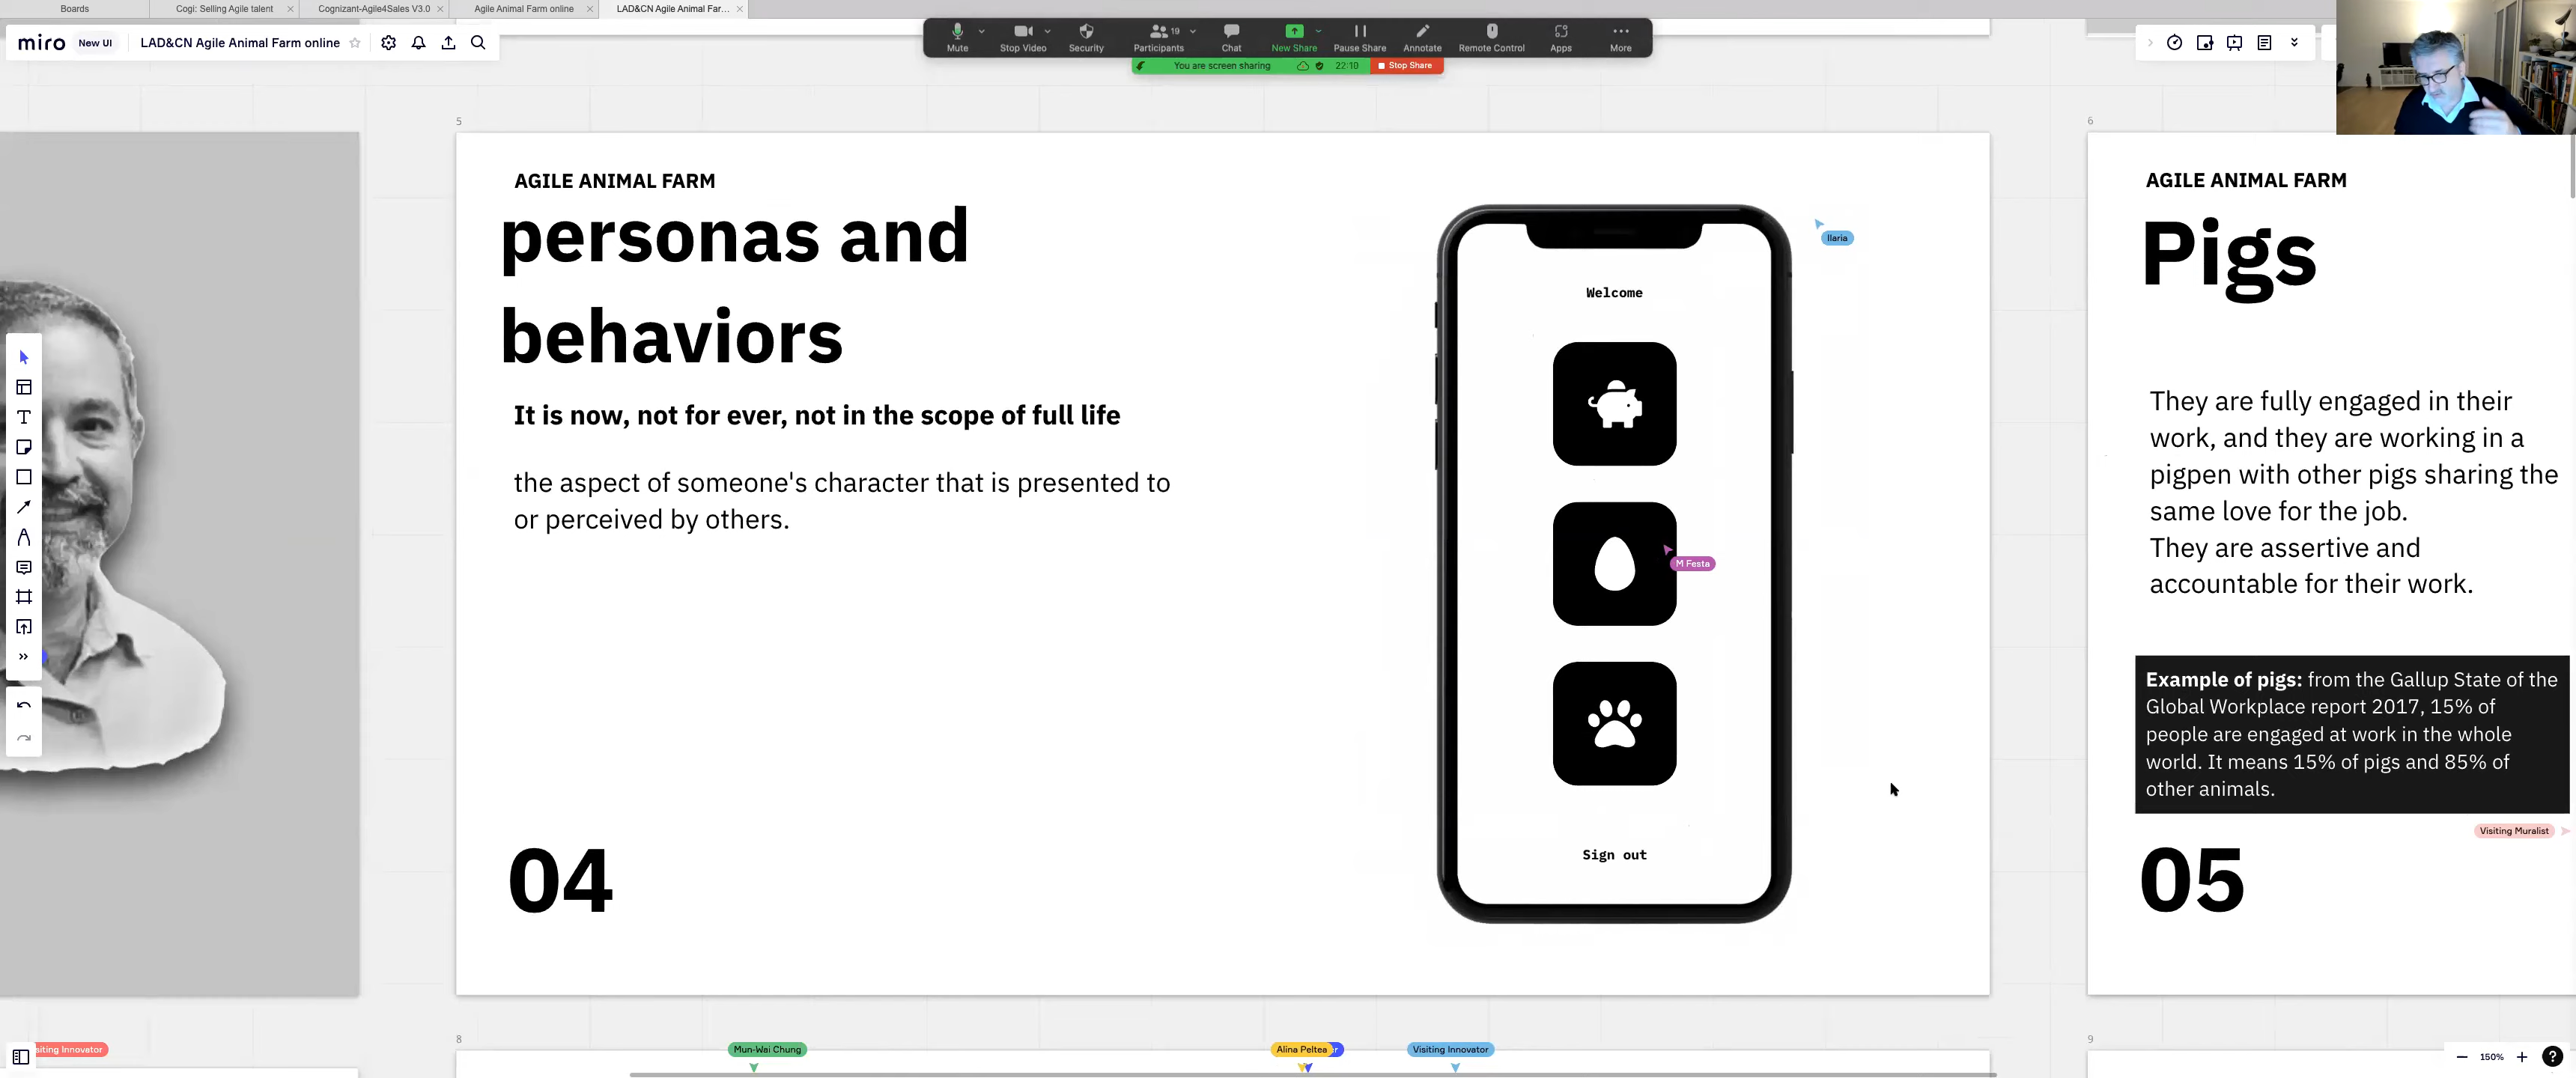 Boards
Cogi: Selling Agile talent
Cognizant-Agile4Sales V3.0
Agile Animal Farm online
LAD&CN Agile Animal Far...
miro
New UI
LAD&CN Agile Animal Farm online
Mute
Stop Video
Security
19
Participants
Chat
New Share
Pause Share
Annotate
Remote Control
Apps
More
You are screen sharing
22:10
Stop Share
5
AGILE ANIMAL FARM
personas and
behaviors
It is now, not for ever, not in the scope of full life
the aspect of someone's character that is presented to
or perceived by others.
04
Welcome
Sign out
Ilaria
M Festa
6
AGILE ANIMAL FARM
Pigs
They are fully engaged in their
work, and they are working in a
pigpen with other pigs sharing the
same love for the job.
They are assertive and
accountable for their work.
Example of pigs: from the Gallup State of the
Global Workplace report 2017, 15% of
people are engaged at work in the whole
world. It means 15% of pigs and 85% of
other animals.
Visiting Muralist
05
8
9
siting Innovator
Mun-Wai Chung
Alina Peltea
Visiting Innovator
150%